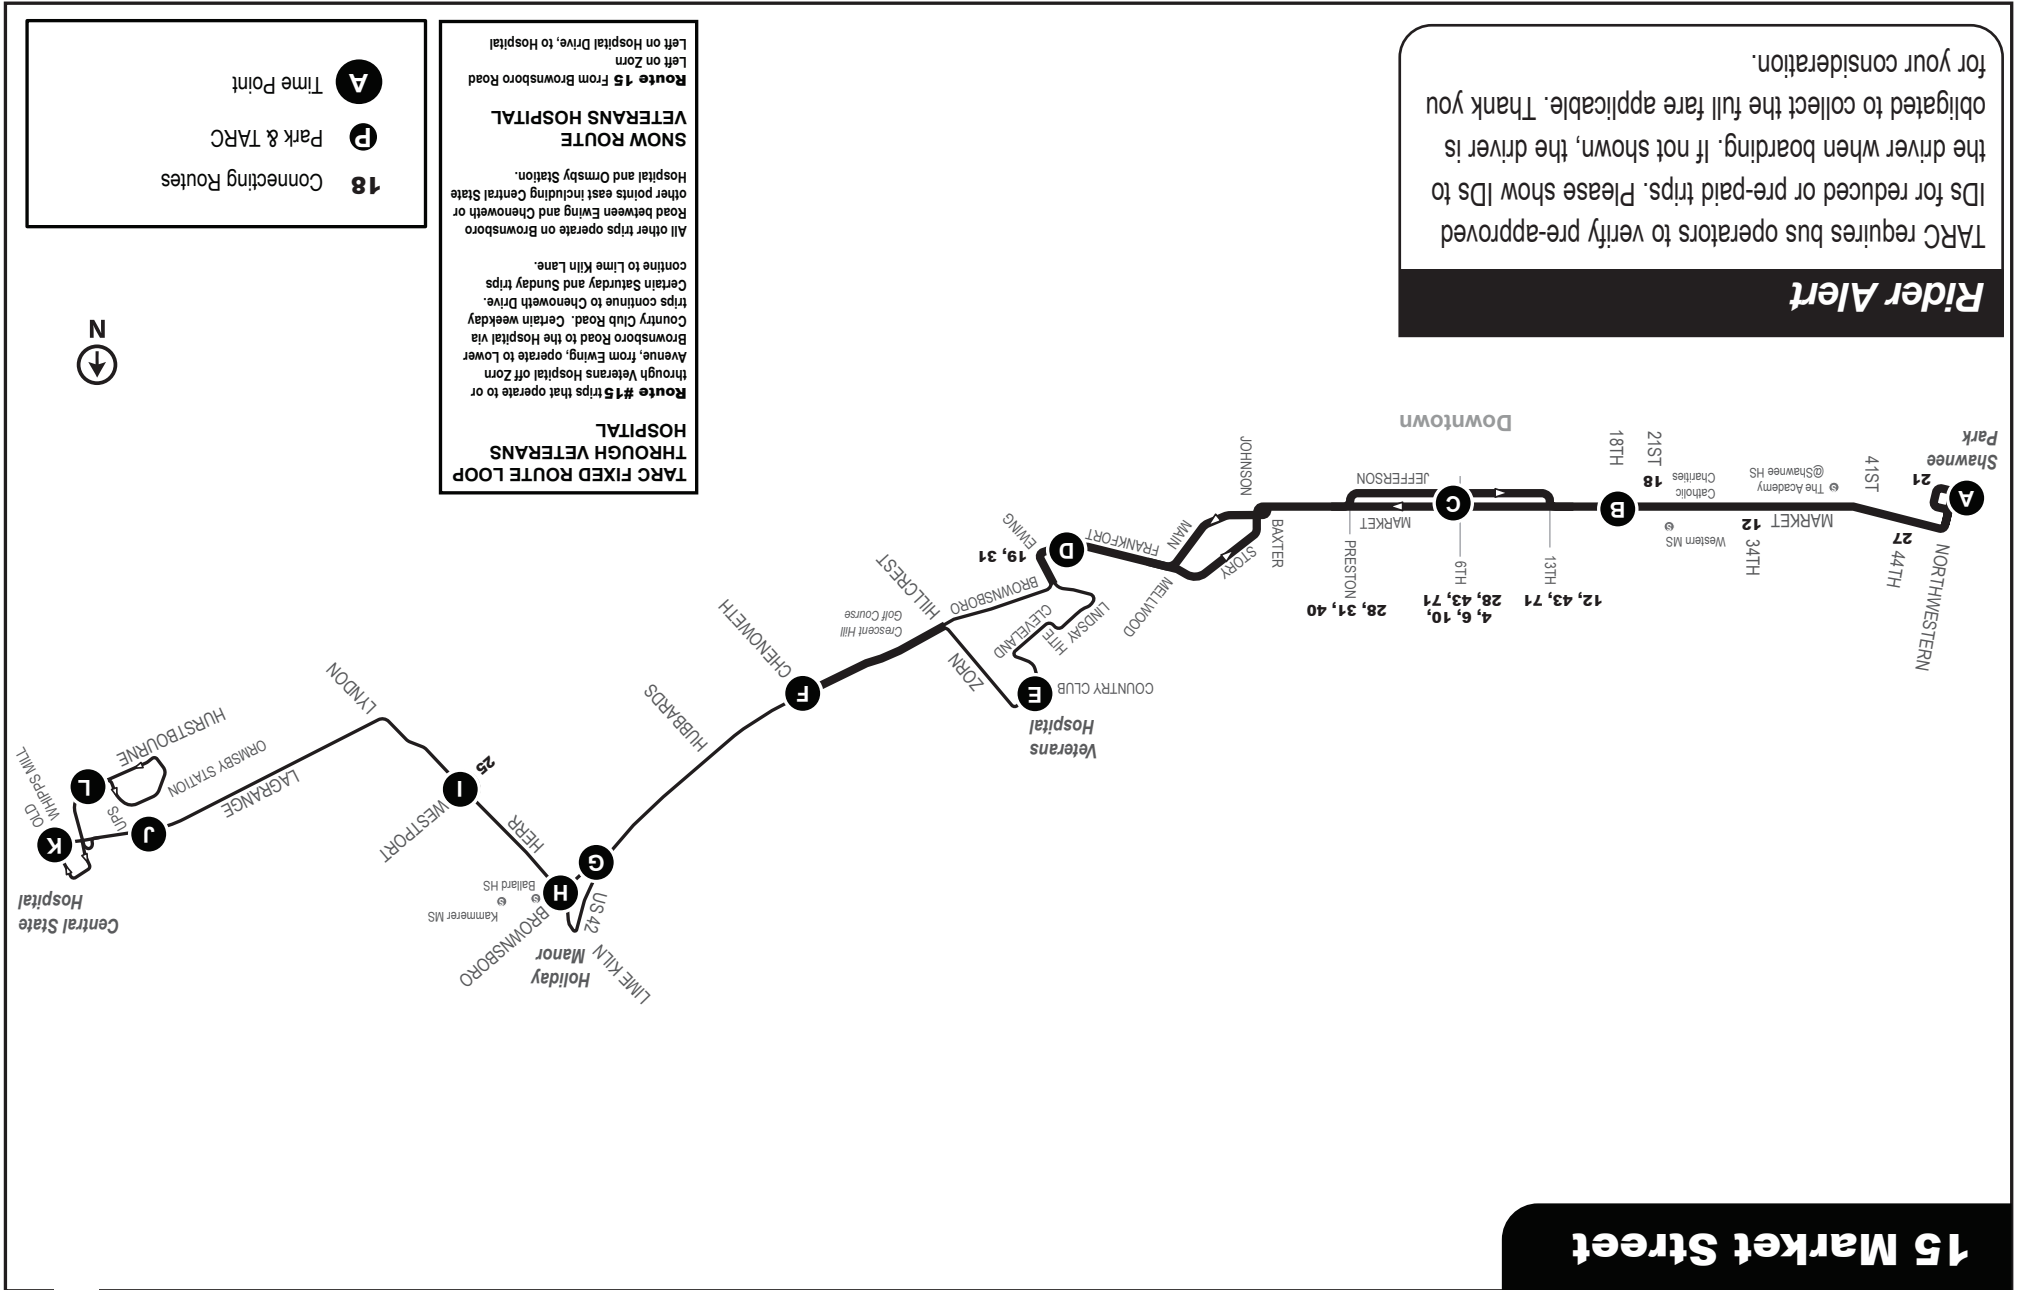 15 Market Street
LIME KILN
Holiday
Manor
BROWNSBORO
US 42
Kammerer MS
Ballard HS
Central State
Hospital
H
G
HERR
K
J
OLD
WHIPPS MILL
UPS
L
I
25
WESTPORT
LAGRANGE
ORMSBY STATION
HURSTBOURNE
LYNDON
HUBBARDS
Veterans
Hospital
COUNTRY CLUB
E
F
CHENOWETH
ZORN
Crescent Hill
Golf Course
HILLCREST
BROWNSBORO
CLEVELAND
HITE
LINDSAY
MELLWOOD
NORTHWESTERN
44TH
27
34TH
12
MARKET
Western MS
12, 43, 71
13TH
4, 6, 10,
28, 43, 71
6TH
28, 31, 40
PRESTON
BAXTER
STORY
MAIN
FRANKFORT
D
19, 31
EWING
A
21
Shawnee
Park
41ST
The Academy
@Shawnee HS
Catholic
Charities
18
21ST
B
18TH
C
MARKET
JEFFERSON
JOHNSON
Downtown
N
Rider Alert
TARC requires bus operators to verify pre-approved
IDs for reduced or pre-paid trips. Please show IDs to
the driver when boarding. If not shown, the driver is
obligated to collect the full fare applicable. Thank you
for your consideration.
TARC FIXED ROUTE LOOP
THROUGH VETERANS
HOSPITAL
Route #15 trips that operate to or
through Veterans Hospital off Zorn
Avenue, from Ewing, operate to Lower
Brownsboro Road to the Hospital via
Country Club Road. Certain weekday
trips continue to Chenoweth Drive.
Certain Saturday and Sunday trips
contine to Lime Kiln Lane.
All other trips operate on Brownsboro
Road between Ewing and Chenoweth or
other points east including Central State
Hospital and Ormsby Station.
SNOW ROUTE
VETERANS HOSPITAL
Route 15 From Brownsboro Road
Left on Zorn
Left on Hospital Drive, to Hospital
18 Connecting Routes
P Park & TARC
A Time Point